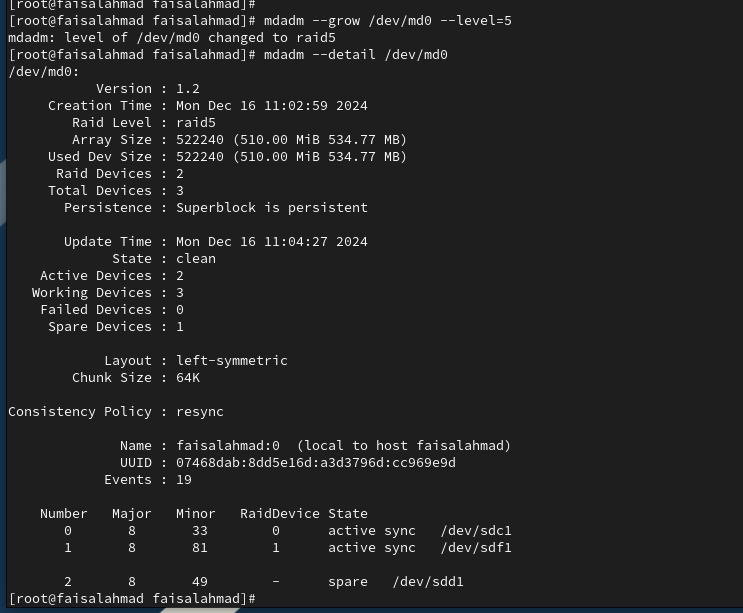 [root@faisalahmad faisalahmad]#
[root@faisalahmad faisalahmad]# mdadm --grow /dev/md0 --level=5
mdadm: level of /dev/md0 changed to raid5
[root@faisalahmad faisalahmad]# mdadm --detail /dev/md0
/dev/md0:
           Version : 1.2
     Creation Time : Mon Dec 16 11:02:59 2024
        Raid Level : raid5
        Array Size : 522240 (510.00 MiB 534.77 MB)
     Used Dev Size : 522240 (510.00 MiB 534.77 MB)
      Raid Devices : 2
     Total Devices : 3
       Persistence : Superblock is persistent

       Update Time : Mon Dec 16 11:04:27 2024
             State : clean
    Active Devices : 2
   Working Devices : 3
    Failed Devices : 0
     Spare Devices : 1

            Layout : left-symmetric
        Chunk Size : 64K

Consistency Policy : resync

              Name : faisalahmad:0  (local to host faisalahmad)
              UUID : 07468dab:8dd5e16d:a3d3796d:cc969e9d
            Events : 19

    Number   Major   Minor   RaidDevice State
       0       8       33        0      active sync   /dev/sdc1
       1       8       81        1      active sync   /dev/sdf1

       2       8       49        -      spare   /dev/sdd1
[root@faisalahmad faisalahmad]#